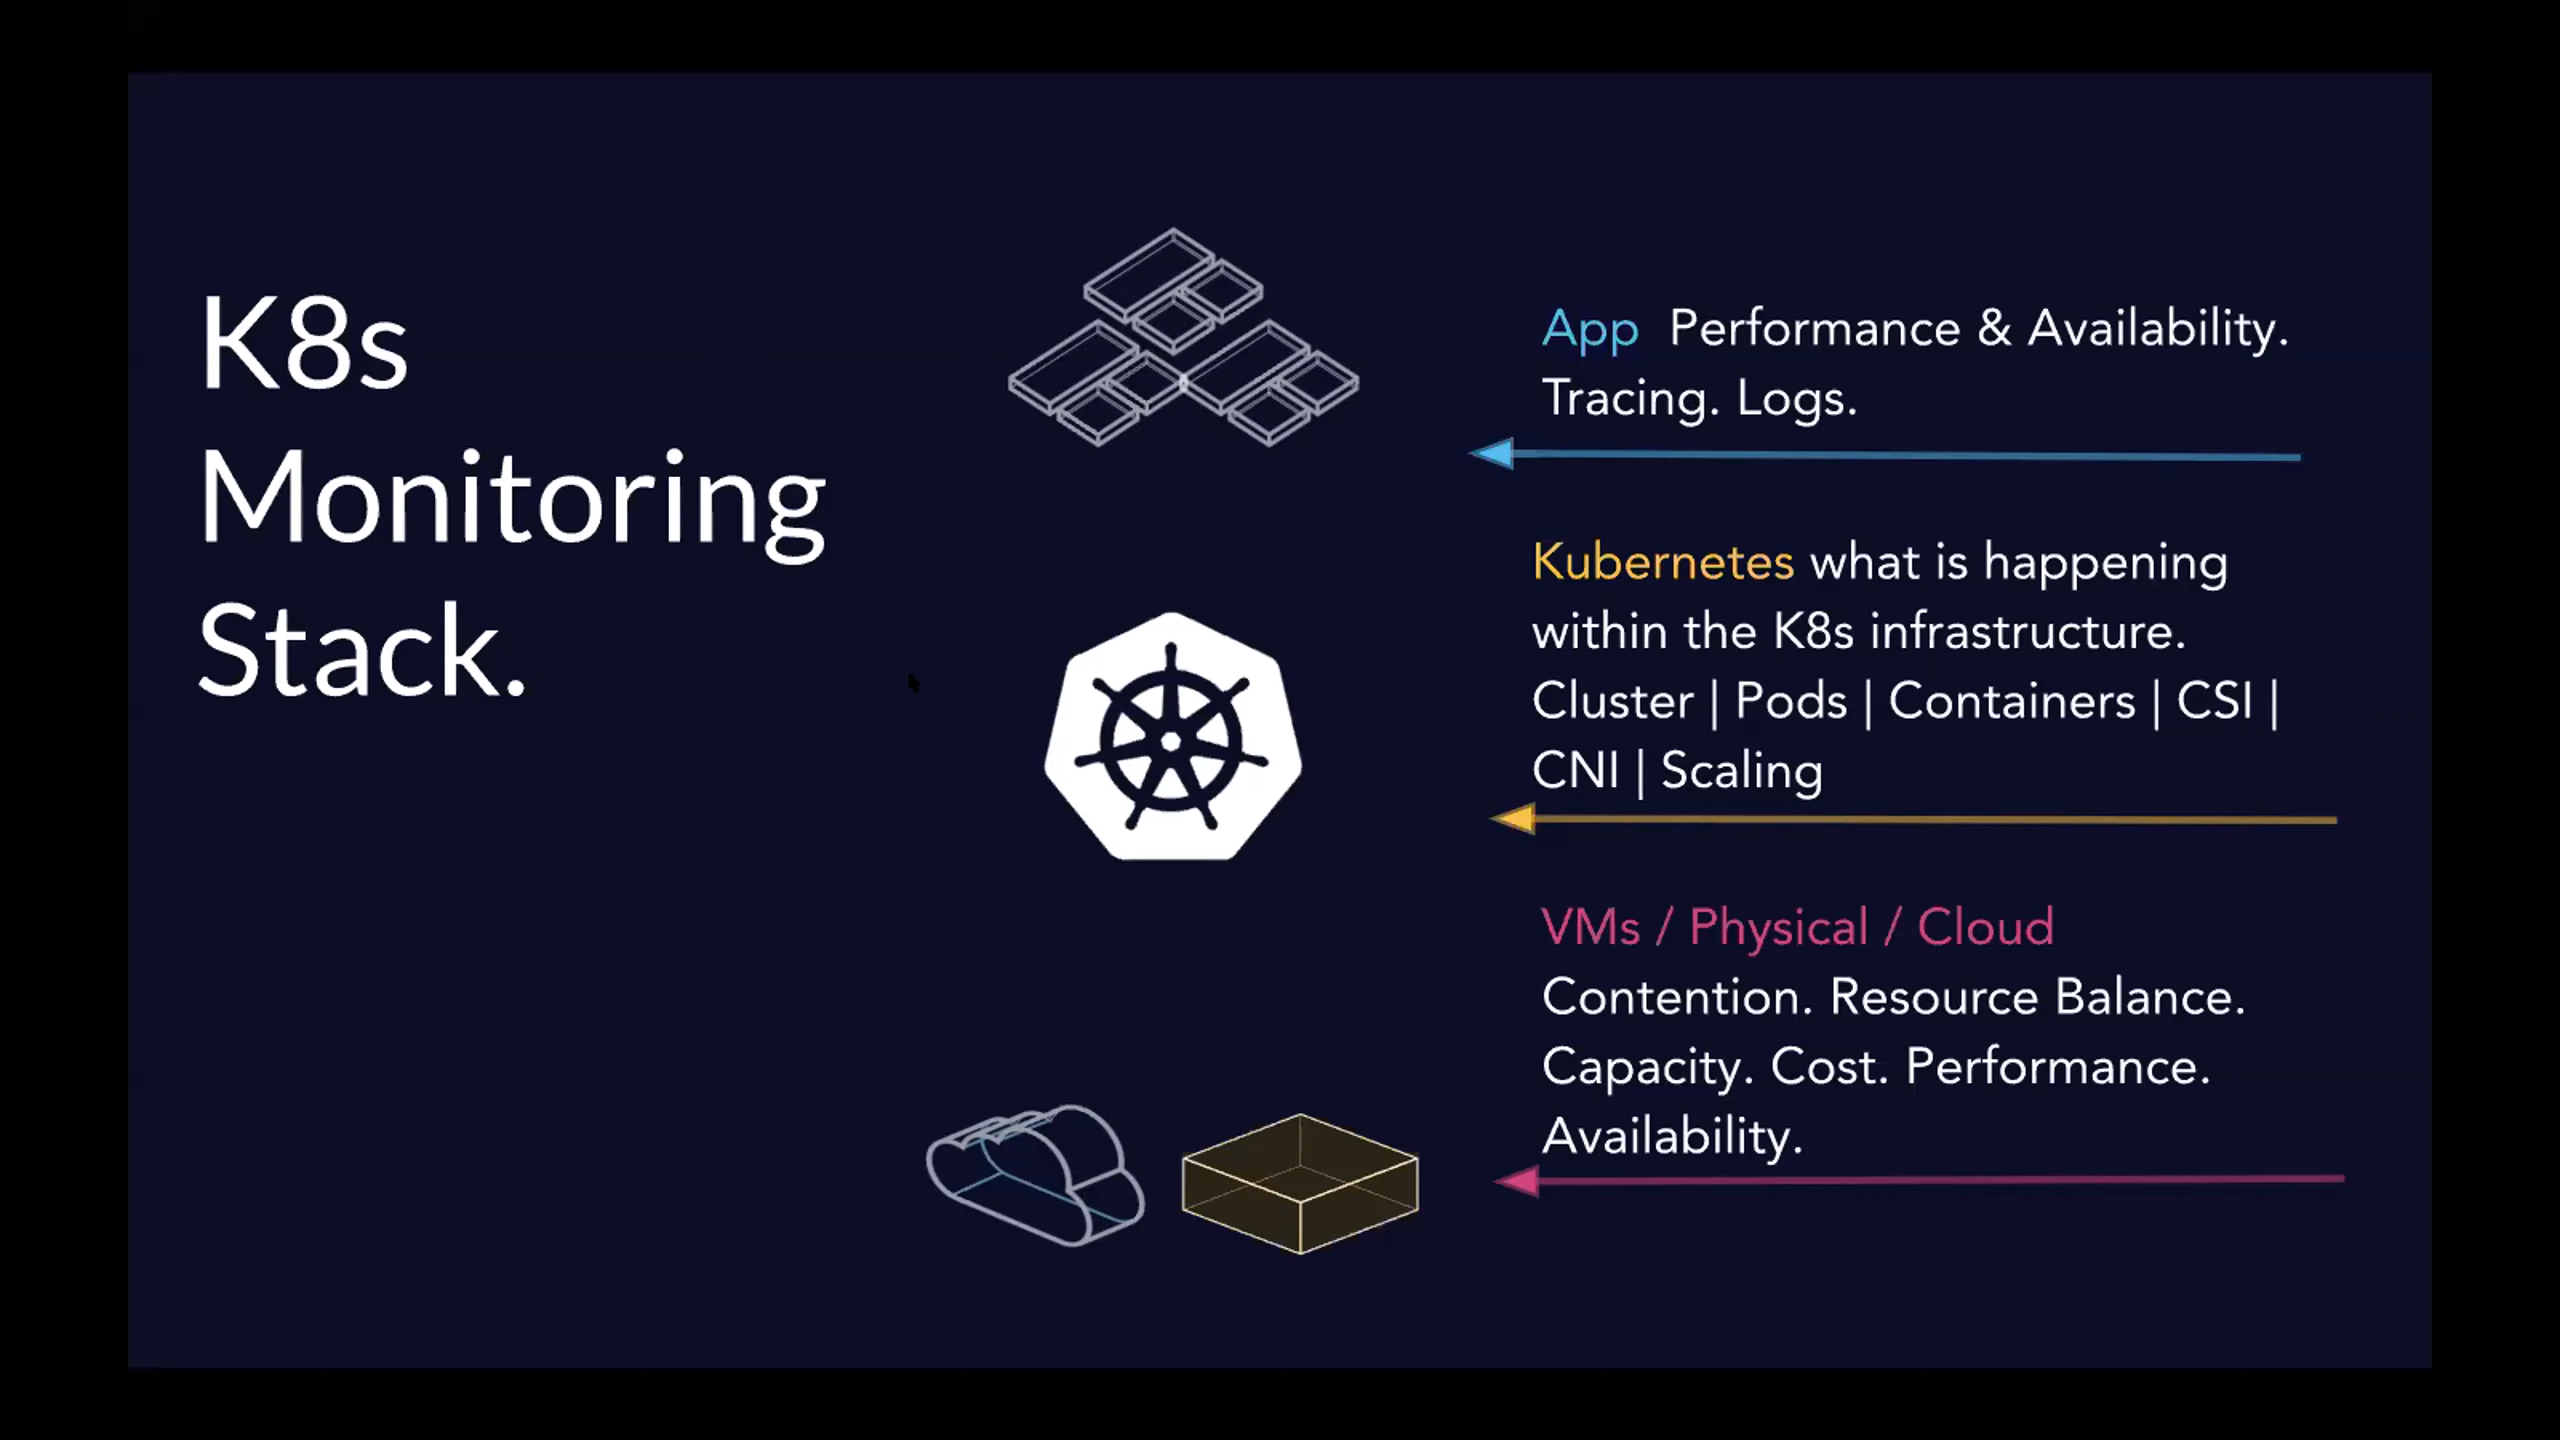 K8s
Monitoring
Stack.
App Performance & Availability.
Tracing. Logs.
Kubernetes what is happening
within the K8s infrastructure.
Cluster | Pods | Containers | CSI |
CNI | Scaling
VMs / Physical / Cloud
Contention. Resource Balance.
Capacity. Cost. Performance.
Availability.